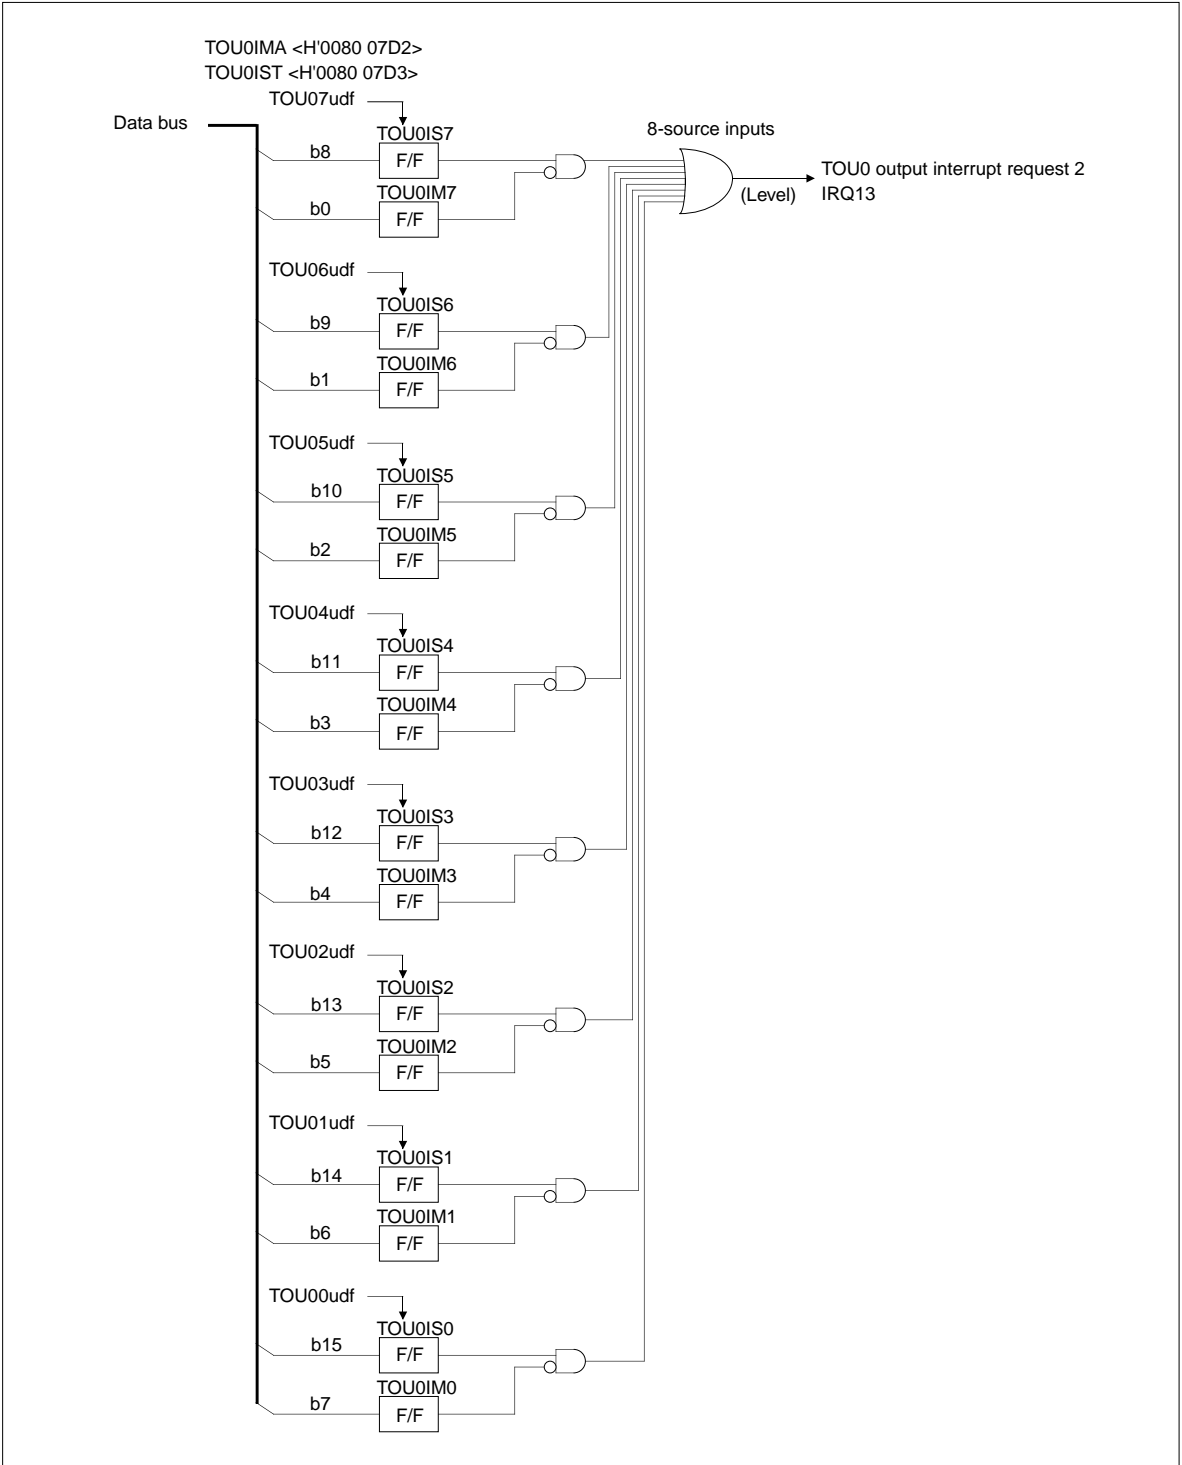 TOU0IMA <H'0080 07D2>
TOU0IST <H'0080 07D3>
TOU07udf
Data bus
8-source inputs
TOU0IS7
b8
F/F
TOU0 output interrupt request 2
(Level)
IRQ13
TOU0IM7
b0
F/F
TOU06udf
TOU0IS6
b9
F/F
TOU0IM6
b1
F/F
TOU05udf
TOU0IS5
b10
F/F
TOU0IM5
b2
F/F
TOU04udf
TOU0IS4
b11
F/F
TOU0IM4
b3
F/F
TOU03udf
TOU0IS3
b12
F/F
TOU0IM3
b4
F/F
TOU02udf
TOU0IS2
b13
F/F
TOU0IM2
b5
F/F
TOU01udf
TOU0IS1
b14
F/F
TOU0IM1
b6
F/F
TOU00udf
TOU0IS0
b15
F/F
TOU0IM0
b7
F/F